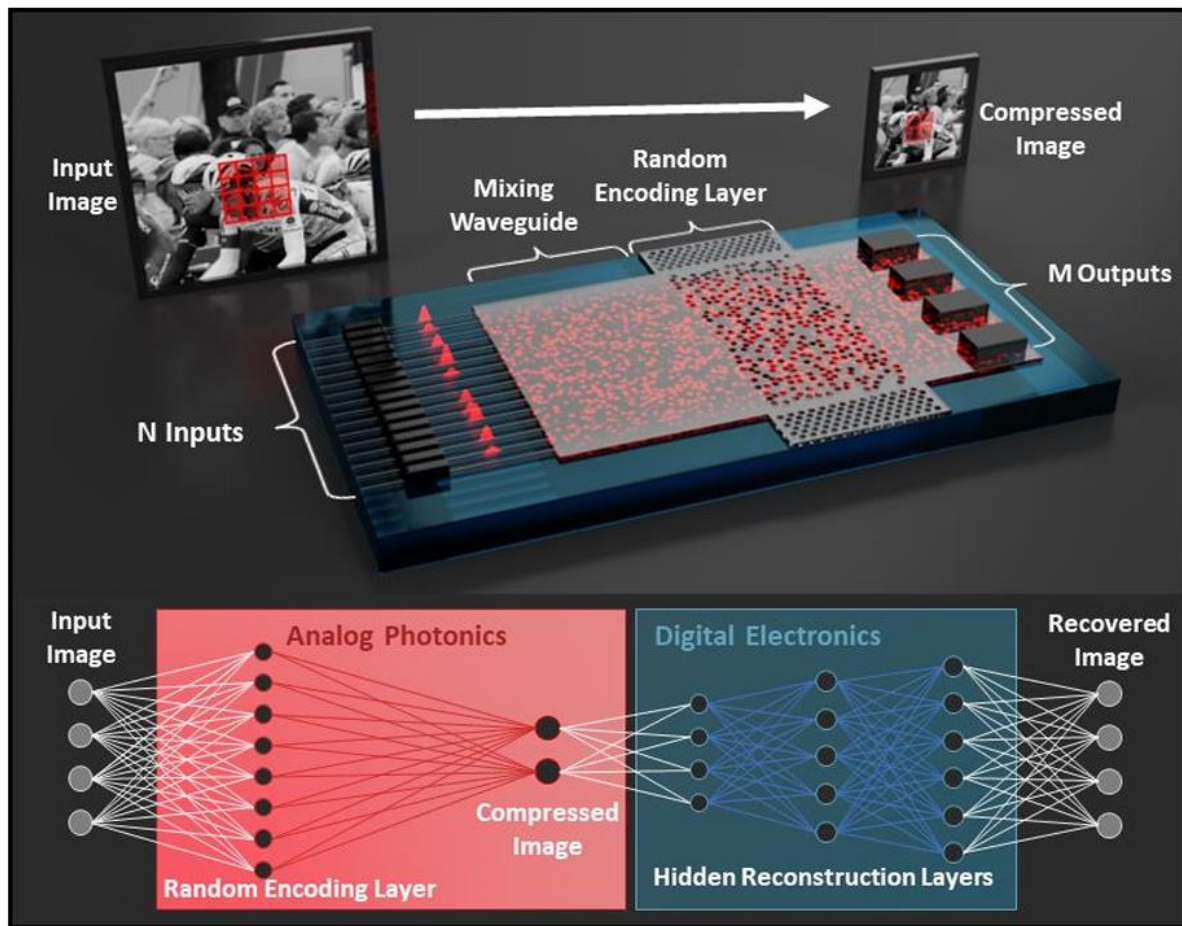 Input
Image
Mixing
Waveguide
Random
Encoding Layer
Compressed
Image
M Outputs
N Inputs
Input
Image
Analog Photonics
Compressed
Image
Random Encoding Layer
Digital Electronics
Hidden Reconstruction Layers
Recovered
Image